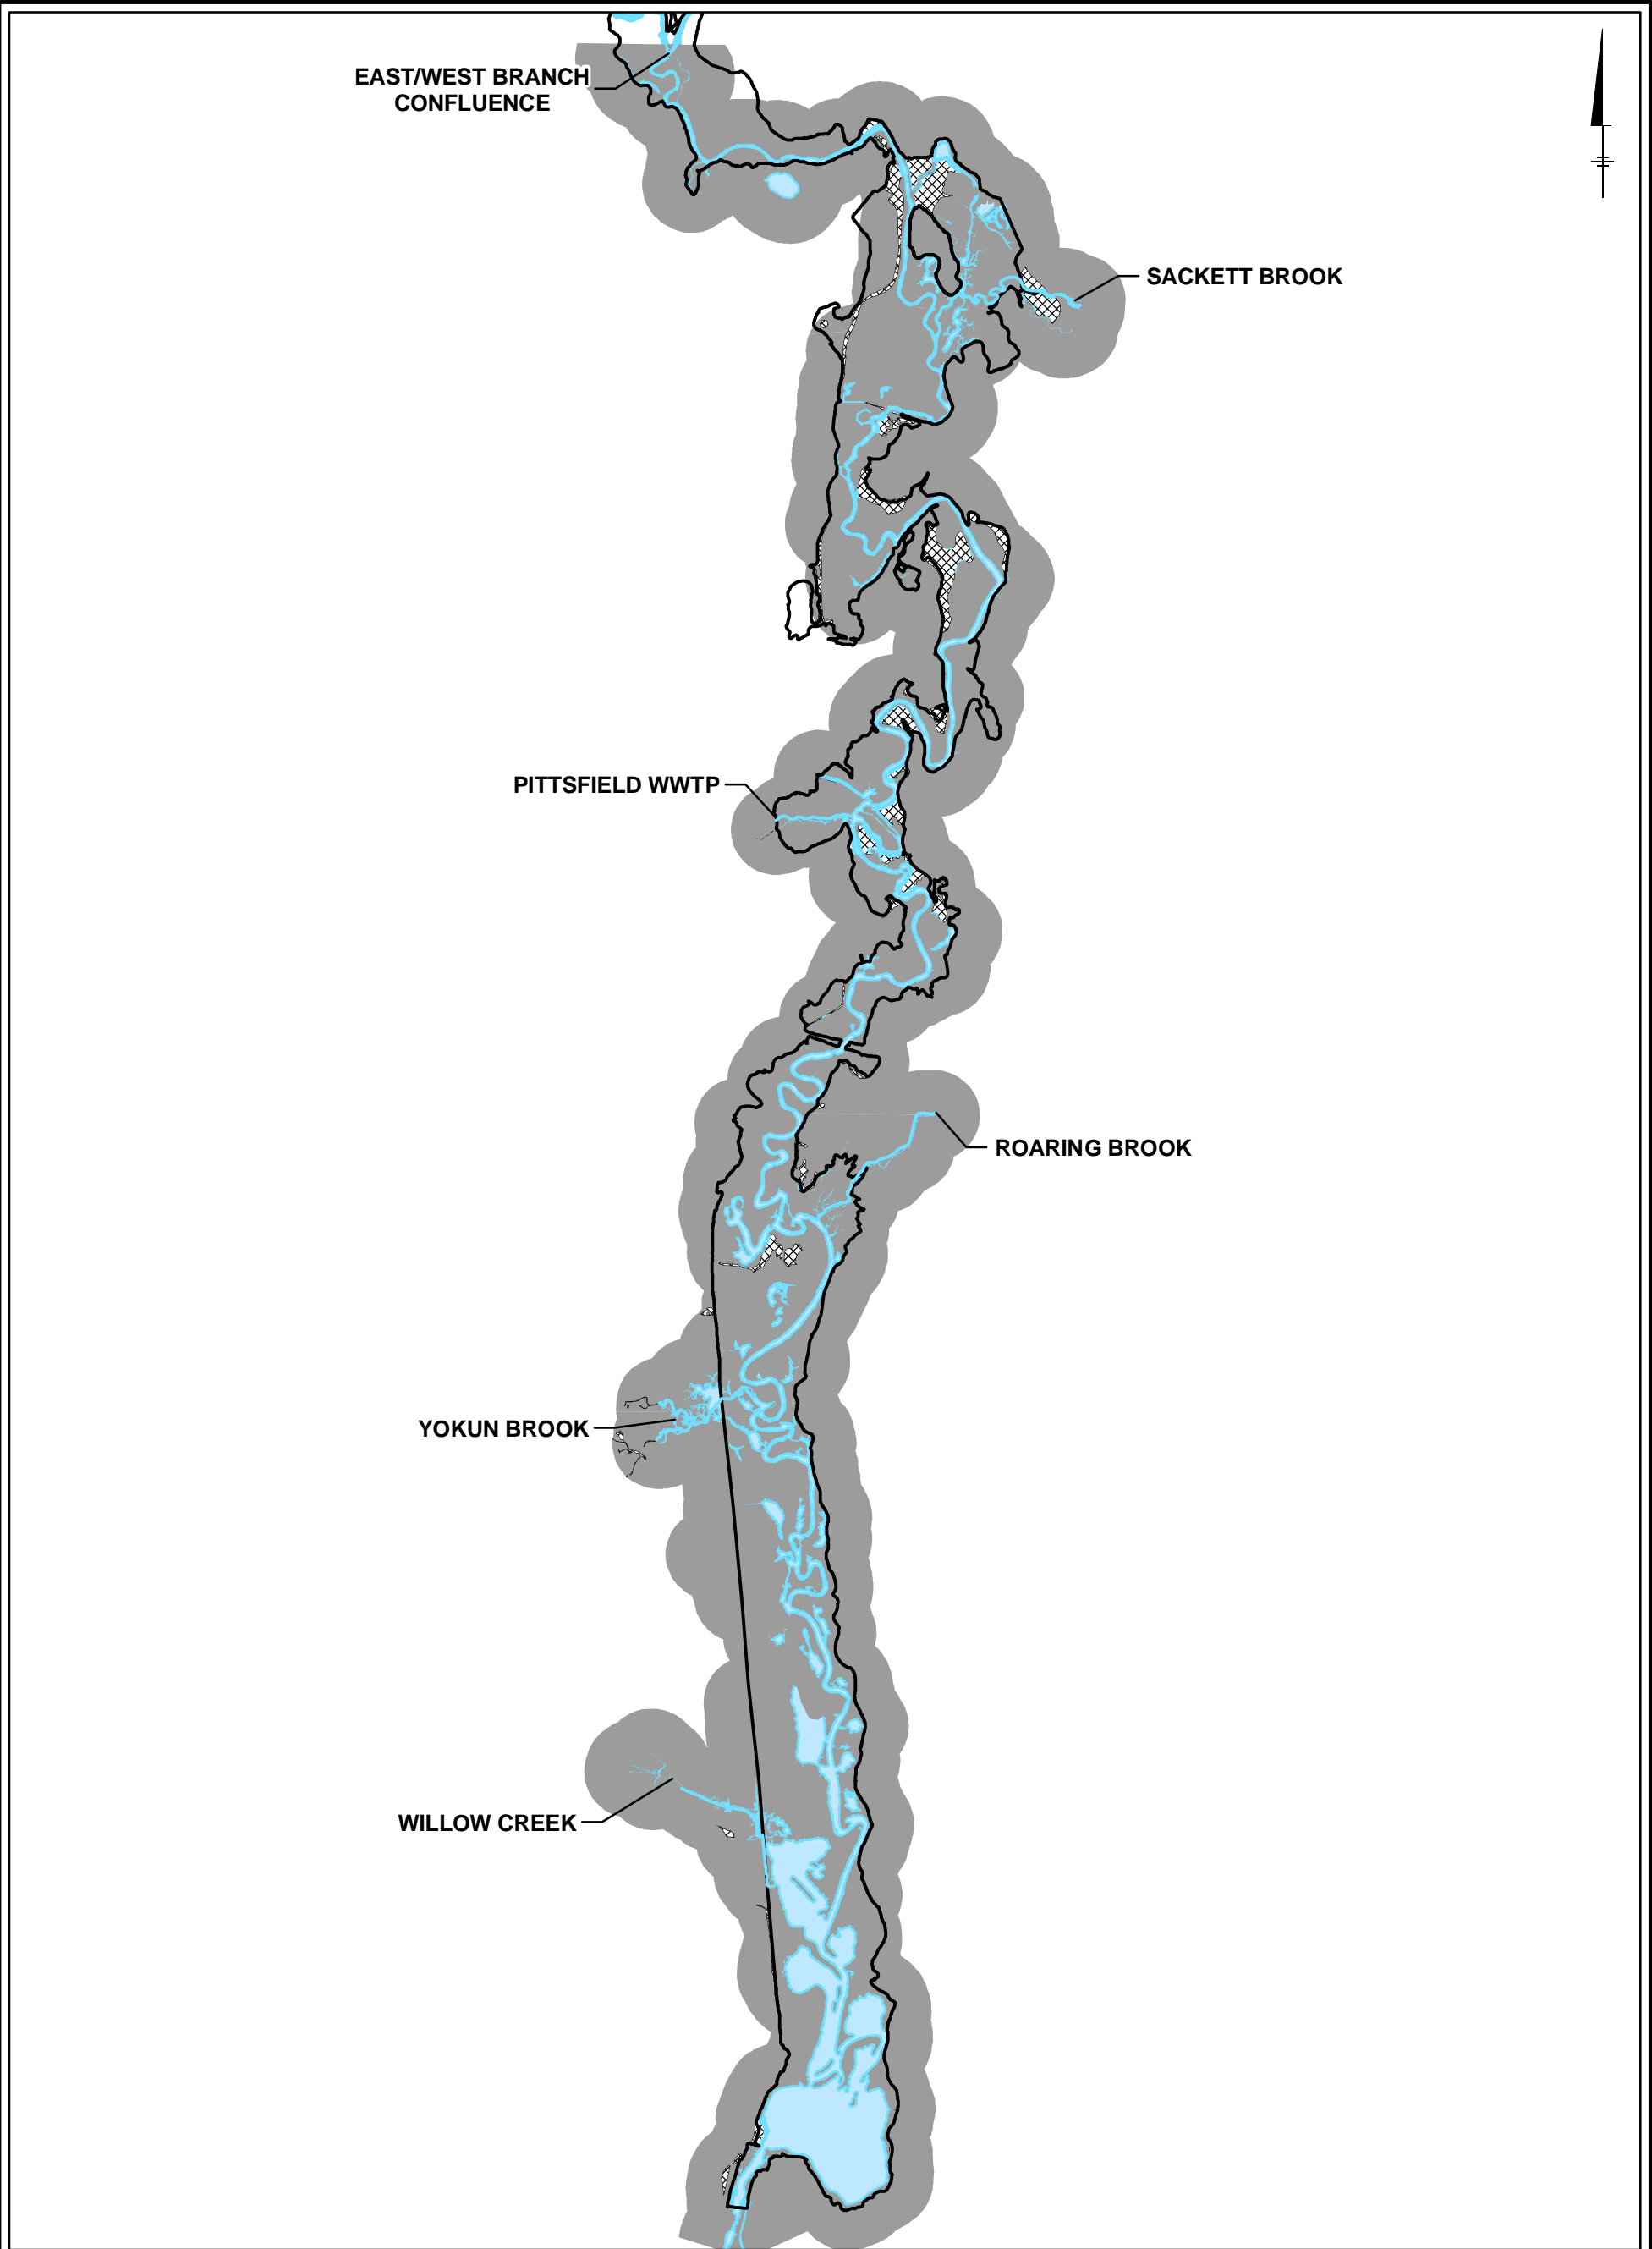 EAST/WEST BRANCH
CONFLUENCE
SACKETT BROOK
PITTSFIELD WWTP
ROARING BROOK
YOKUN BROOK
WILLOW CREEK